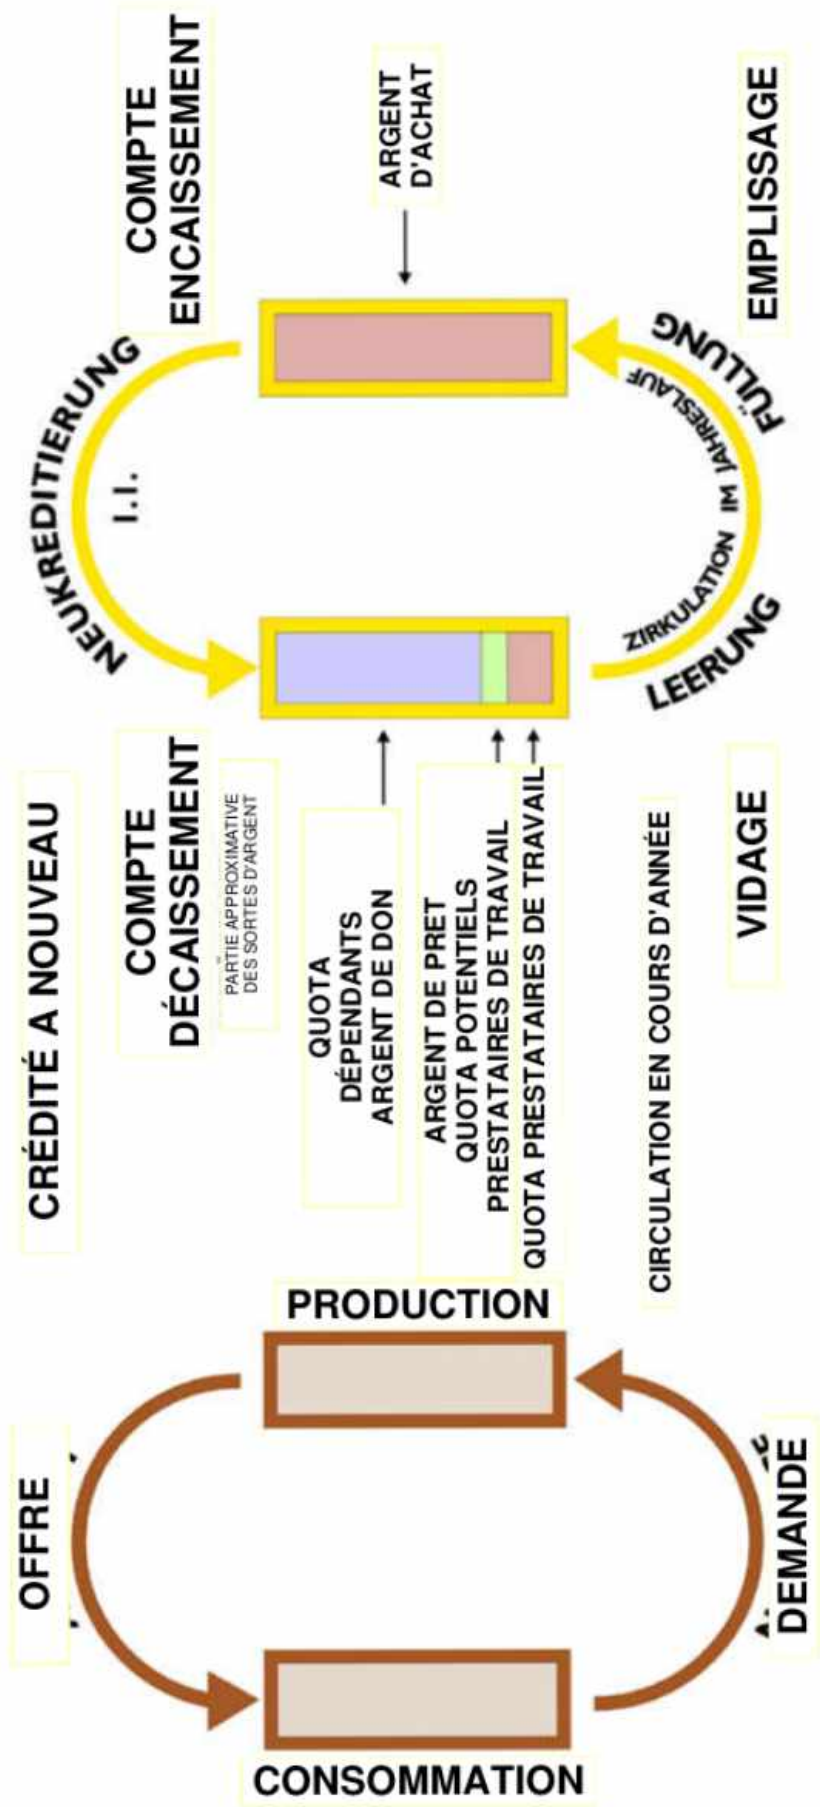 OFFRE
CONSOMMATION
PRODUCTION
DEMANDE
CRÉDITÉ A NOUVEAU
NEUKREDITIERUNG
I.I.
COMPTE
DÉCAISSEMENT
PARTIE APPROXIMATIVE
DES SORTES D'ARGENT
QUOTA
DÉPENDANTS
ARGENT DE DON
ARGENT DE PRET
QUOTA POTENTIELS
PRESTATAIRES DE TRAVAIL
QUOTA PRESTATAIRES DE TRAVAIL
COMPTE
ENCAISSEMENT
ARGENT
D'ACHAT
CIRCULATION EN COURS D'ANNÉE
ZIRKULATION IM JAHRESLAUF
VIDAGE
LEERUNG
FÜLLUNG
EMPLISSAGE